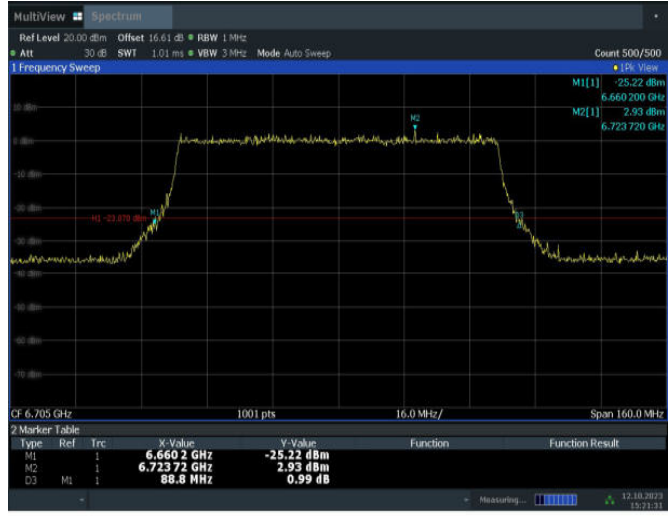 MultiView Spectrum
Ref Level 20.00 dBm Offset 16.61 dB RBW 1 MHz
Att 30 dB SWT 1.01 ms VBW 3 MHz Mode Auto Sweep Count 500/500
1 Frequency Sweep 1Pk View
M1[1] -25.22 dBm
6.660 200 GHz
M2[1] 2.93 dBm
6.723 720 GHz
M2
10 dBm
0 dBm
-10 dBm
-20 dBm
H1 -23.070 dBm M1 D3
-30 dBm
-40 dBm
-50 dBm
-60 dBm
-70 dBm
CF 6.705 GHz 1001 pts 16.0 MHz/ Span 160.0 MHz
2 Marker Table
Type Ref Trc X-Value Y-Value Function Function Result
M1 1 6.660 2 GHz -25.22 dBm
M2 1 6.723 72 GHz 2.93 dBm
D3 M1 1 88.8 MHz 0.99 dB
Measuring... 12.10.2023
15:21:31